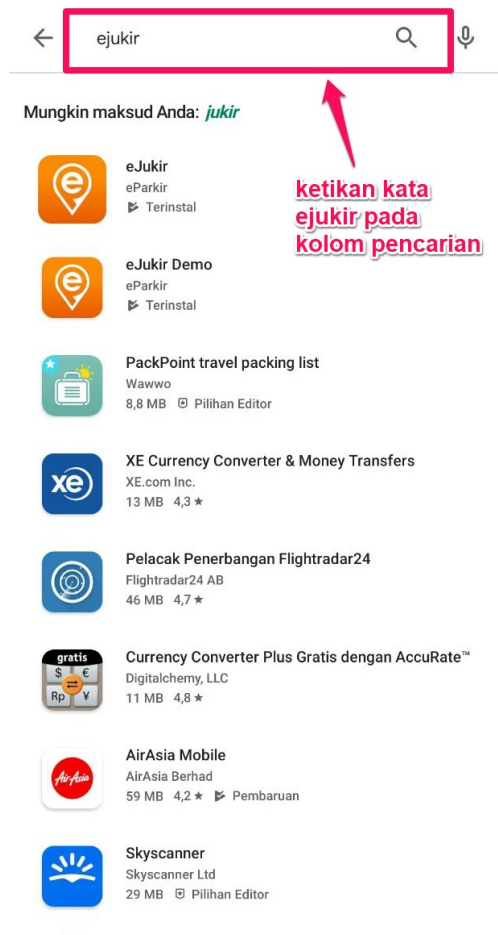 ejukir
Mungkin maksud Anda: jukir
eJukir
eParkir
Terinstal
ketikan kata
ejukir pada
kolom pencarian
eJukir Demo
eParkir
Terinstal
PackPoint travel packing list
Wawwo
8,8 MB Pilihan Editor
xe
XE Currency Converter & Money Transfers
XE.com Inc.
13 MB 4,3 ★
Pelacak Penerbangan Flightradar24
Flightradar24 AB
46 MB 4,7 ★
gratis
$ €
Rp ¥
Currency Converter Plus Gratis dengan AccuRate™
Digitalchemy, LLC
11 MB 4,8 ★
AirAsia
AirAsia Mobile
AirAsia Berhad
59 MB 4,2 ★ Pembaruan
Skyscanner
Skyscanner Ltd
29 MB Pilihan Editor